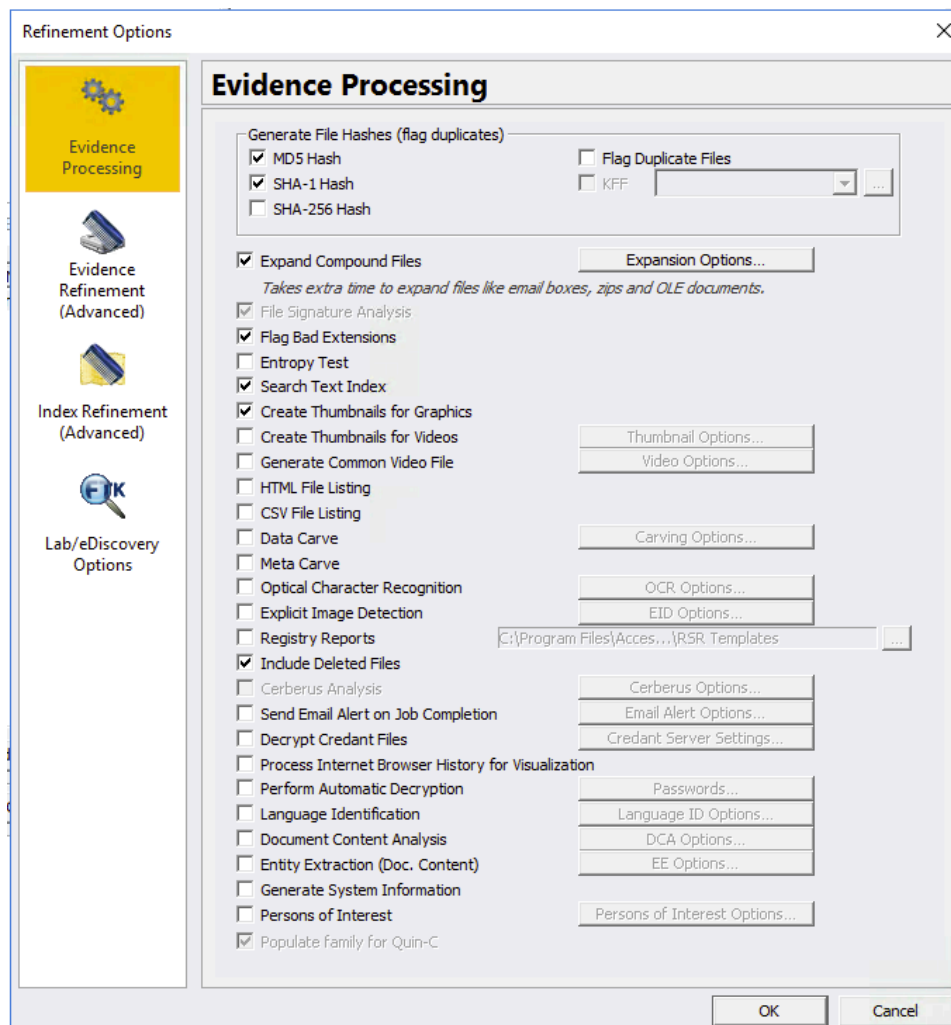 Refinement Options
Evidence
Processing
Evidence
Refinement
(Advanced)
Index Refinement
(Advanced)
FTK
Lab/eDiscovery
Options
Evidence Processing
Generate File Hashes (flag duplicates)
MD5 Hash
Flag Duplicate Files
SHA-1 Hash
KFF
...
SHA-256 Hash
Expand Compound Files
Expansion Options...
Takes extra time to expand files like email boxes, zips and OLE documents.
File Signature Analysis
Flag Bad Extensions
Entropy Test
Search Text Index
Create Thumbnails for Graphics
Create Thumbnails for Videos
Thumbnail Options...
Generate Common Video File
Video Options...
HTML File Listing
CSV File Listing
Data Carve
Carving Options...
Meta Carve
Optical Character Recognition
OCR Options...
Explicit Image Detection
EID Options...
Registry Reports
C:\Program Files\Acces...\RSR Templates
...
Include Deleted Files
Cerberus Analysis
Cerberus Options...
Send Email Alert on Job Completion
Email Alert Options...
Decrypt Credant Files
Credant Server Settings...
Process Internet Browser History for Visualization
Perform Automatic Decryption
Passwords...
Language Identification
Language ID Options...
Document Content Analysis
DCA Options...
Entity Extraction (Doc. Content)
EE Options...
Generate System Information
Persons of Interest
Persons of Interest Options...
Populate family for Quin-C
OK
Cancel